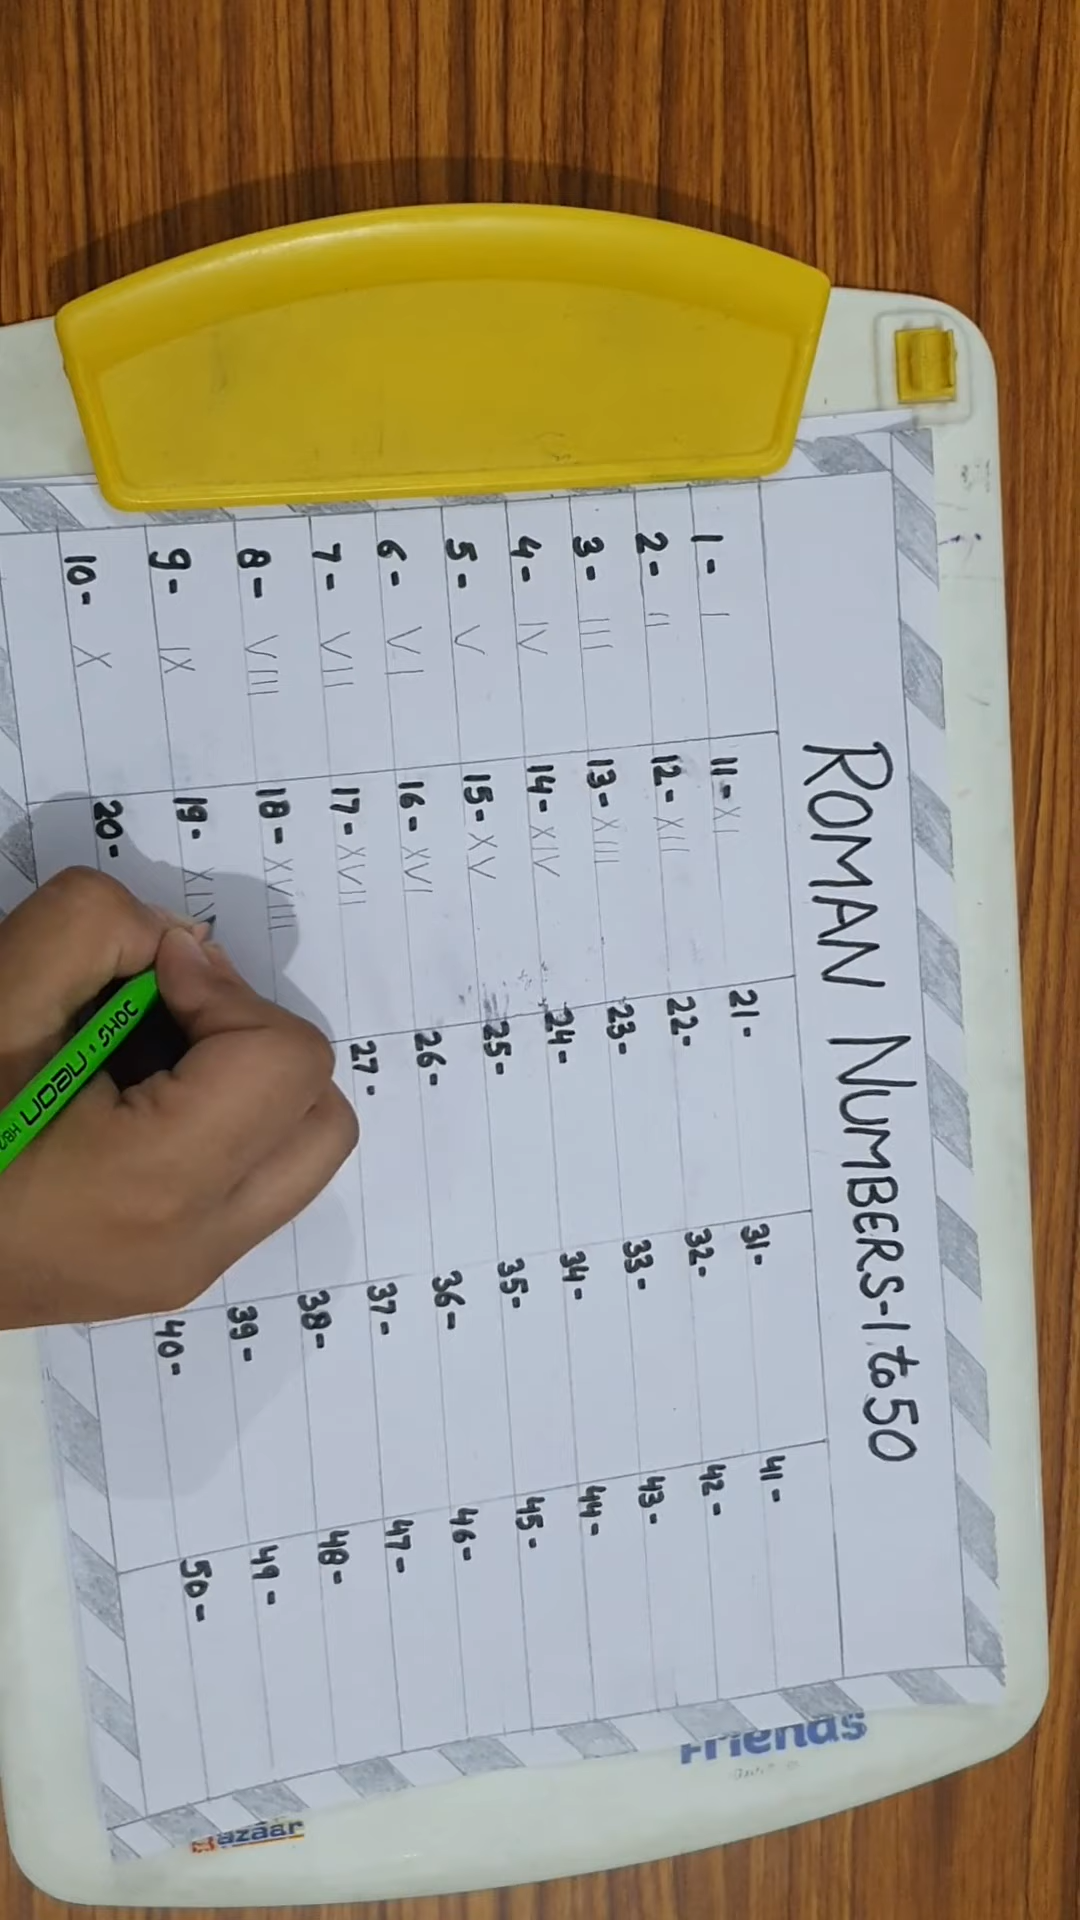 ROMAN NUMBERS-1 to 50
1- I
2- II
3- III
4- IV
5- V
6- VI
7- VII
8- VIII
9- IX
10- X
11- XI
12- XII
13- XIII
14- XIV
15- XV
16- XVI
17- XVII
18- XVIII
19-
20-
21-
22-
23-
24-
25-
26-
27-
31-
32-
33-
34-
35-
36-
37-
38-
39-
40-
41-
42-
43-
44-
45-
46-
47-
48-
49-
50-
DOMS neon
Friends
Bazaar